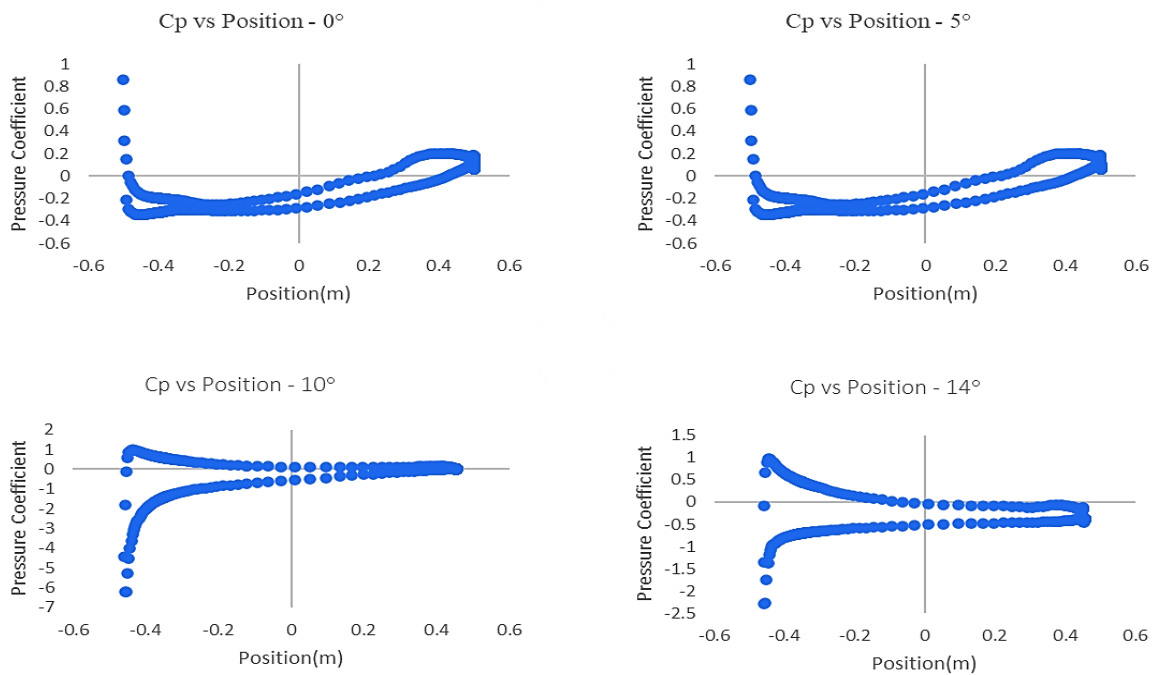 Cp vs Position - 0°
Pressure Coefficient
1
0.8
0.6
0.4
0.2
0
-0.2
-0.4
-0.6
-0.6 -0.4 -0.2 0 0.2 0.4 0.6
Position(m)
Cp vs Position - 5°
Pressure Coefficient
1
0.8
0.6
0.4
0.2
0
-0.2
-0.4
-0.6
-0.6 -0.4 -0.2 0 0.2 0.4 0.6
Position(m)
Cp vs Position - 10°
Pressure Coefficient
2
1
0
-1
-2
-3
-4
-5
-6
-7
-0.6 -0.4 -0.2 0 0.2 0.4 0.6
Position(m)
Cp vs Position - 14°
Pressure Coefficient
1.5
1
0.5
0
-0.5
-1
-1.5
-2
-2.5
-0.6 -0.4 -0.2 0 0.2 0.4 0.6
Position(m)